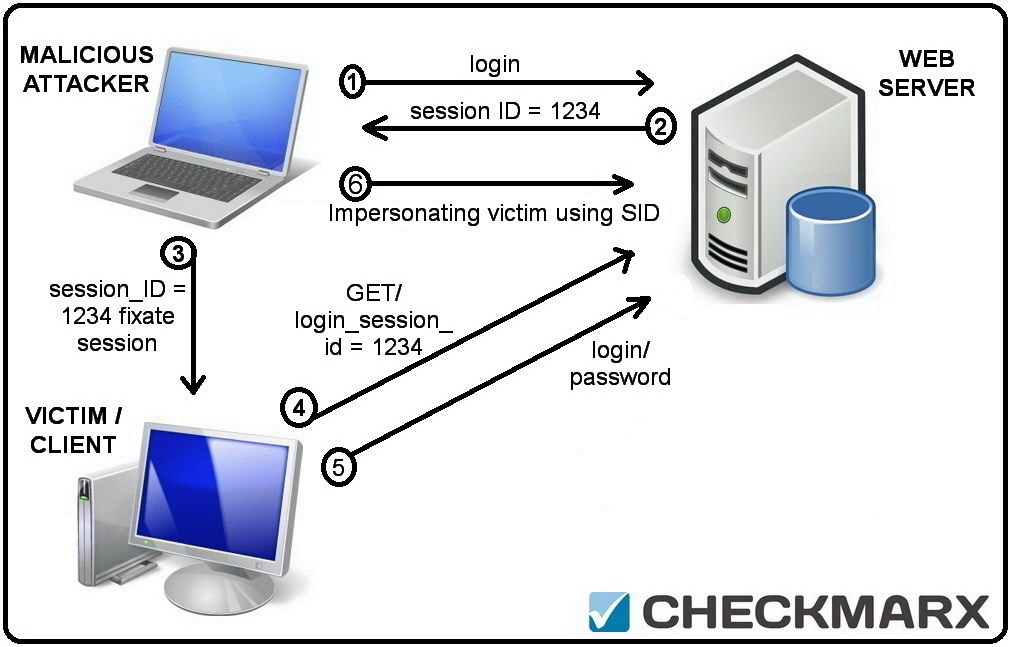 MALICIOUS
ATTACKER
1
login
WEB
SERVER
session ID = 1234
2
6
Impersonating victim using SID
3
session_ID =
1234 fixate
session
GET/
login_session_
id = 1234
login/
password
4
VICTIM /
CLIENT
5
CHECKMARX